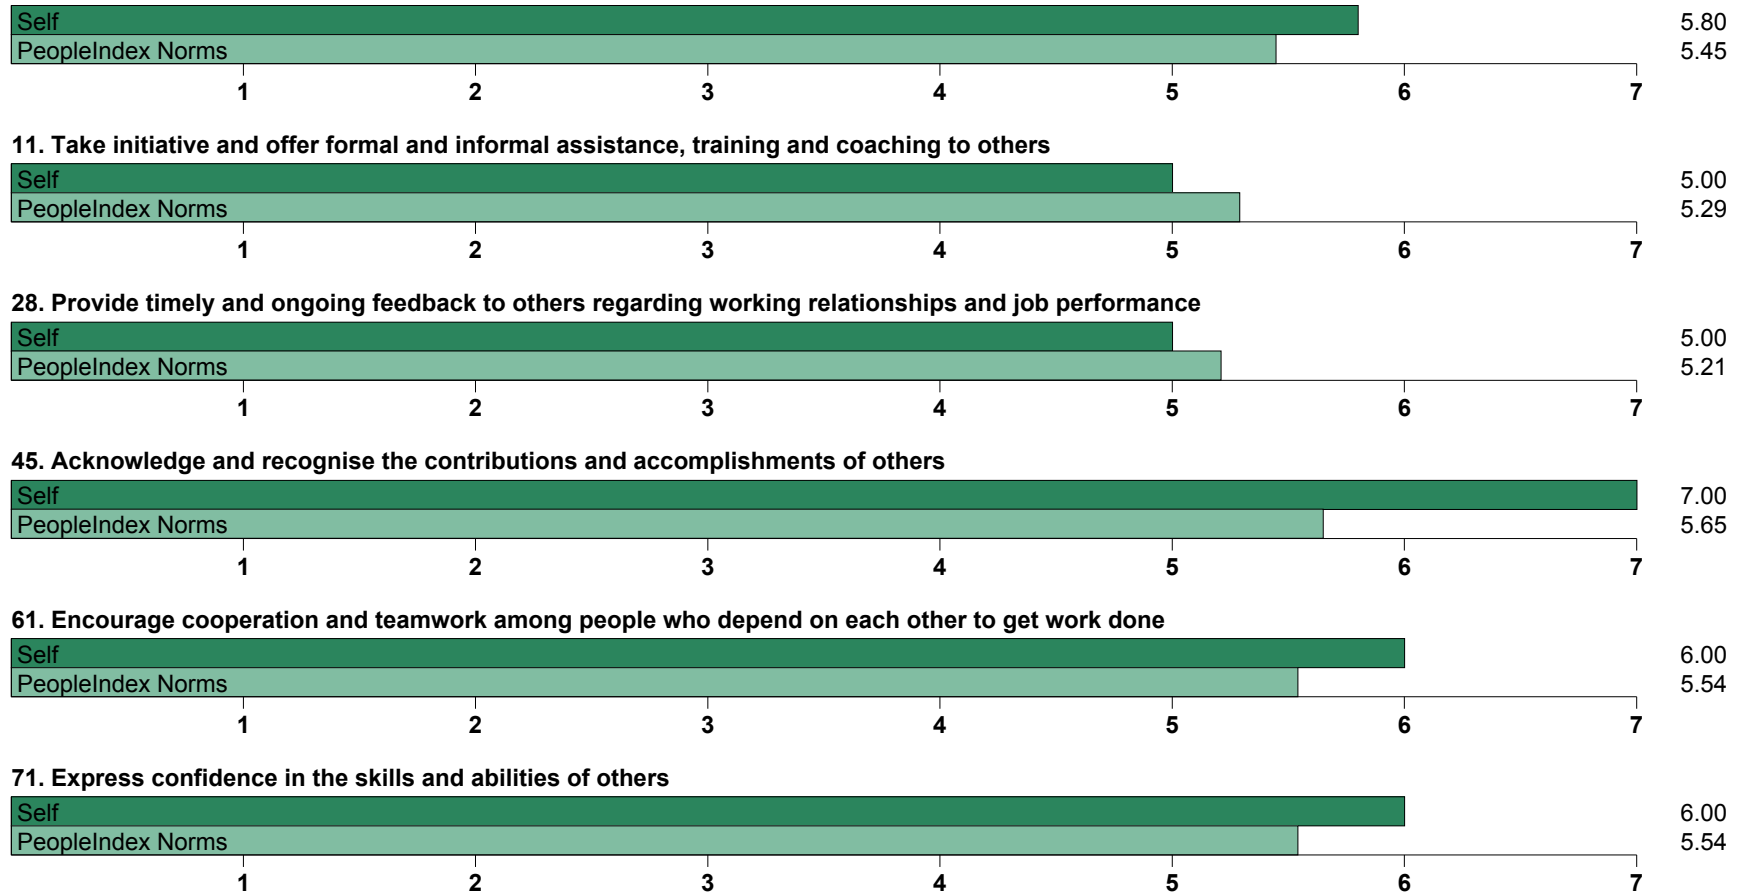 Self 5.80
PeopleIndex Norms 5.45
1 2 3 4 5 6 7
11. Take initiative and offer formal and informal assistance, training and coaching to others
Self 5.00
PeopleIndex Norms 5.29
1 2 3 4 5 6 7
28. Provide timely and ongoing feedback to others regarding working relationships and job performance
Self 5.00
PeopleIndex Norms 5.21
1 2 3 4 5 6 7
45. Acknowledge and recognise the contributions and accomplishments of others
Self 7.00
PeopleIndex Norms 5.65
1 2 3 4 5 6 7
61. Encourage cooperation and teamwork among people who depend on each other to get work done
Self 6.00
PeopleIndex Norms 5.54
1 2 3 4 5 6 7
71. Express confidence in the skills and abilities of others
Self 6.00
PeopleIndex Norms 5.54
1 2 3 4 5 6 7